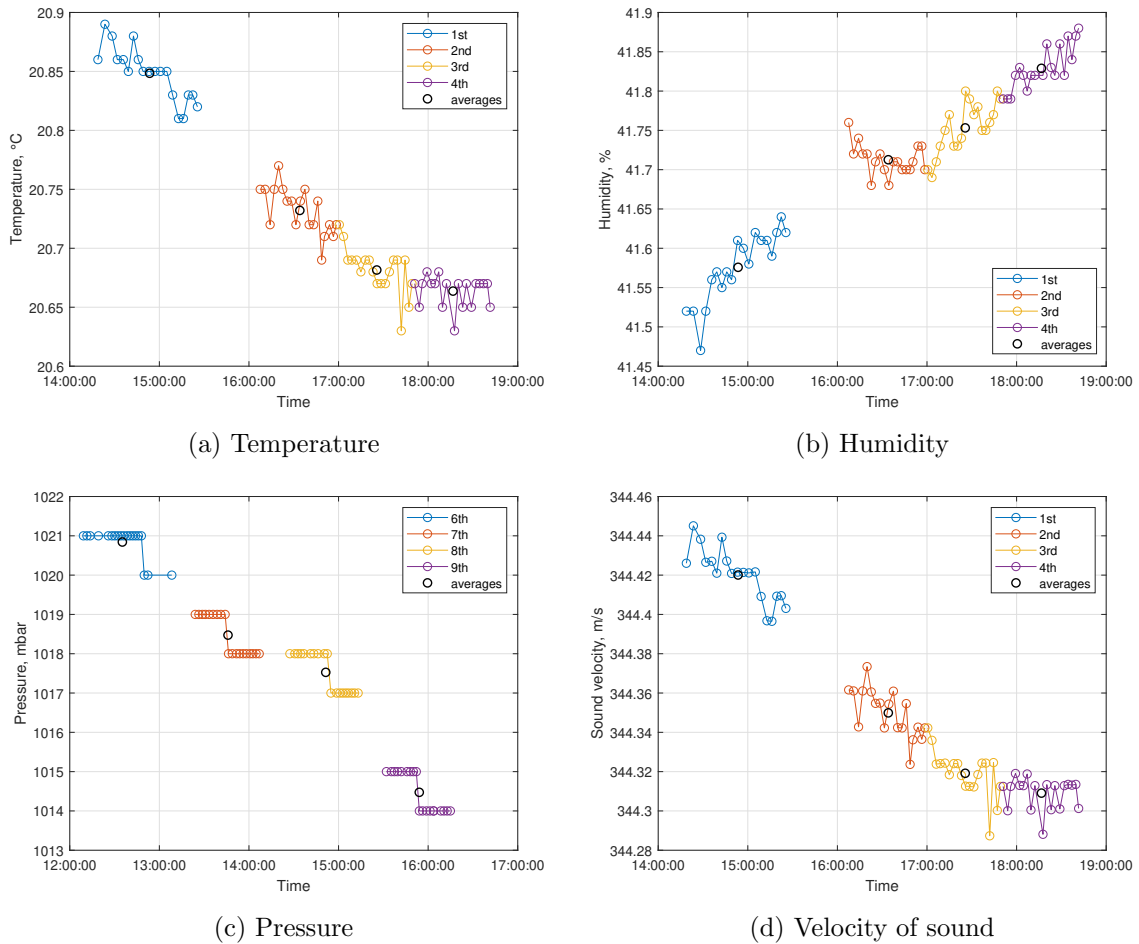 20.9
20.85
20.8
20.75
20.7
20.65
20.6
Temperature, °C
14:00:00 15:00:00 16:00:00 17:00:00 18:00:00 19:00:00
Time
1st
2nd
3rd
4th
averages
(a) Temperature
41.9
41.85
41.8
41.75
41.7
41.65
41.6
41.55
41.5
41.45
Humidity, %
14:00:00 15:00:00 16:00:00 17:00:00 18:00:00 19:00:00
Time
1st
2nd
3rd
4th
averages
(b) Humidity
1022
1021
1020
1019
1018
1017
1016
1015
1014
1013
Pressure, mbar
12:00:00 13:00:00 14:00:00 15:00:00 16:00:00 17:00:00
Time
6th
7th
8th
9th
averages
(c) Pressure
344.46
344.44
344.42
344.4
344.38
344.36
344.34
344.32
344.3
344.28
Sound velocity, m/s
14:00:00 15:00:00 16:00:00 17:00:00 18:00:00 19:00:00
Time
1st
2nd
3rd
4th
averages
(d) Velocity of sound